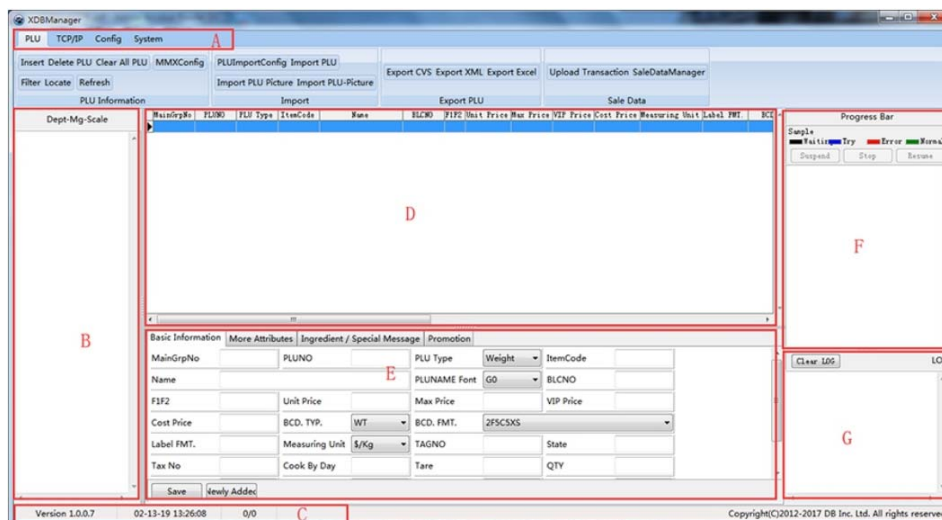 XDBManager
PLU TCP/IP Config System A
Insert Delete PLU Clear All PLU MMXConfig PLUImportConfig Import PLU
Export CVS Export XML Export Excel Upload Transaction SaleDataManager
Filter Locate Refresh Import PLU Picture Import PLU-Picture
PLU Information Import Export PLU Sale Data
Dept-Mg-Scale MainGrpNo PLUNO PLU Type ItemCode Name BLCNO F1F2 Unit Price Max Price VIP Price Cost Price Measuring Unit Label FMT. BCD Progress Bar
Sample
Waiting Try Error Normal
Suspend Stop Resume
D
F
B
Basic Information More Attributes Ingredient / Special Message Promotion
MainGrpNo PLUNO PLU Type Weight ItemCode Clear LOG LO
Name E PLUNAME Font G0 BLCNO
F1F2 Unit Price Max Price VIP Price
Cost Price BCD. TYP. WT BCD. FMT. 2F5C5XS
Label FMT. Measuring Unit $/Kg TAGNO State G
Tax No Cook By Day Tare QTY
Save Newly Added
Version 1.0.0.7 02-13-19 13:26:08 0/0 C Copyright(C)2012-2017 DB Inc. Ltd. All rights reserve